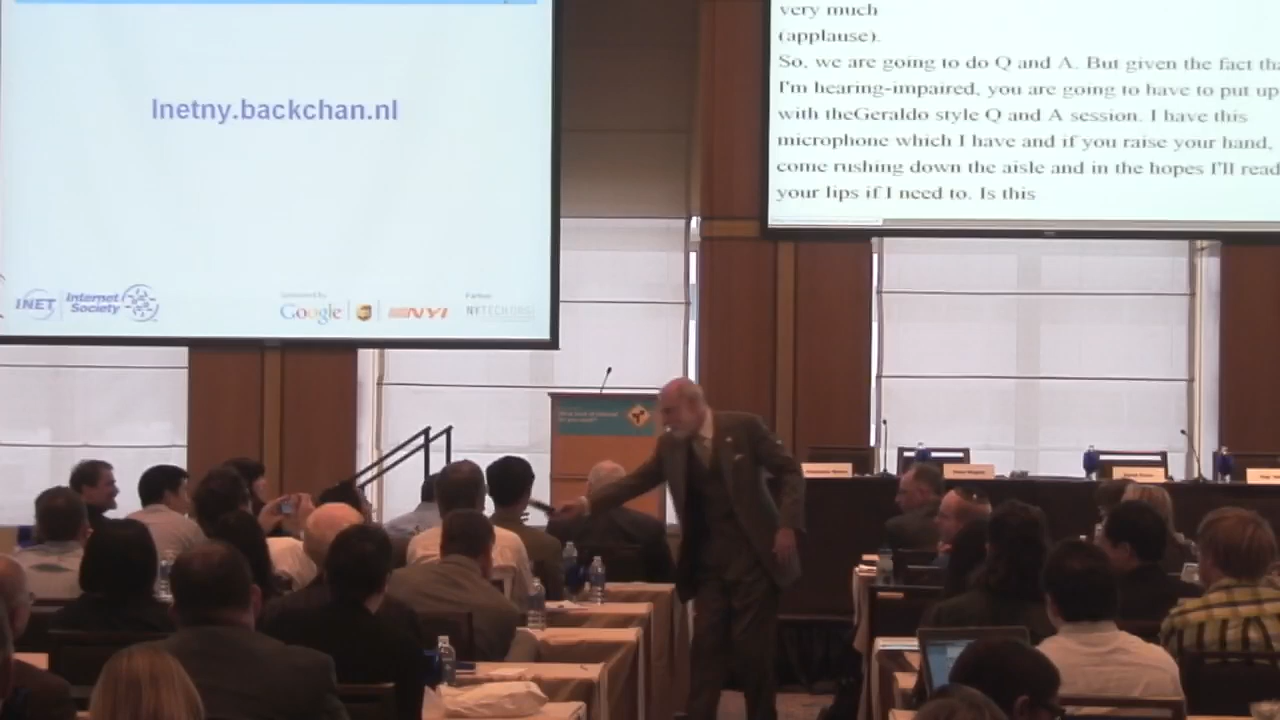 Inetny.backchan.nl
INET
Internet
Society
Google
NYI
NYTECH.ORG
very much
(applause).
So, we are going to do Q and A. But given the fact tha
I'm hearing-impaired, you are going to have to put up
with theGeraldo style Q and A session. I have this
microphone which I have and if you raise your hand,
come rushing down the aisle and in the hopes I'll read
your lips if I need to. Is this